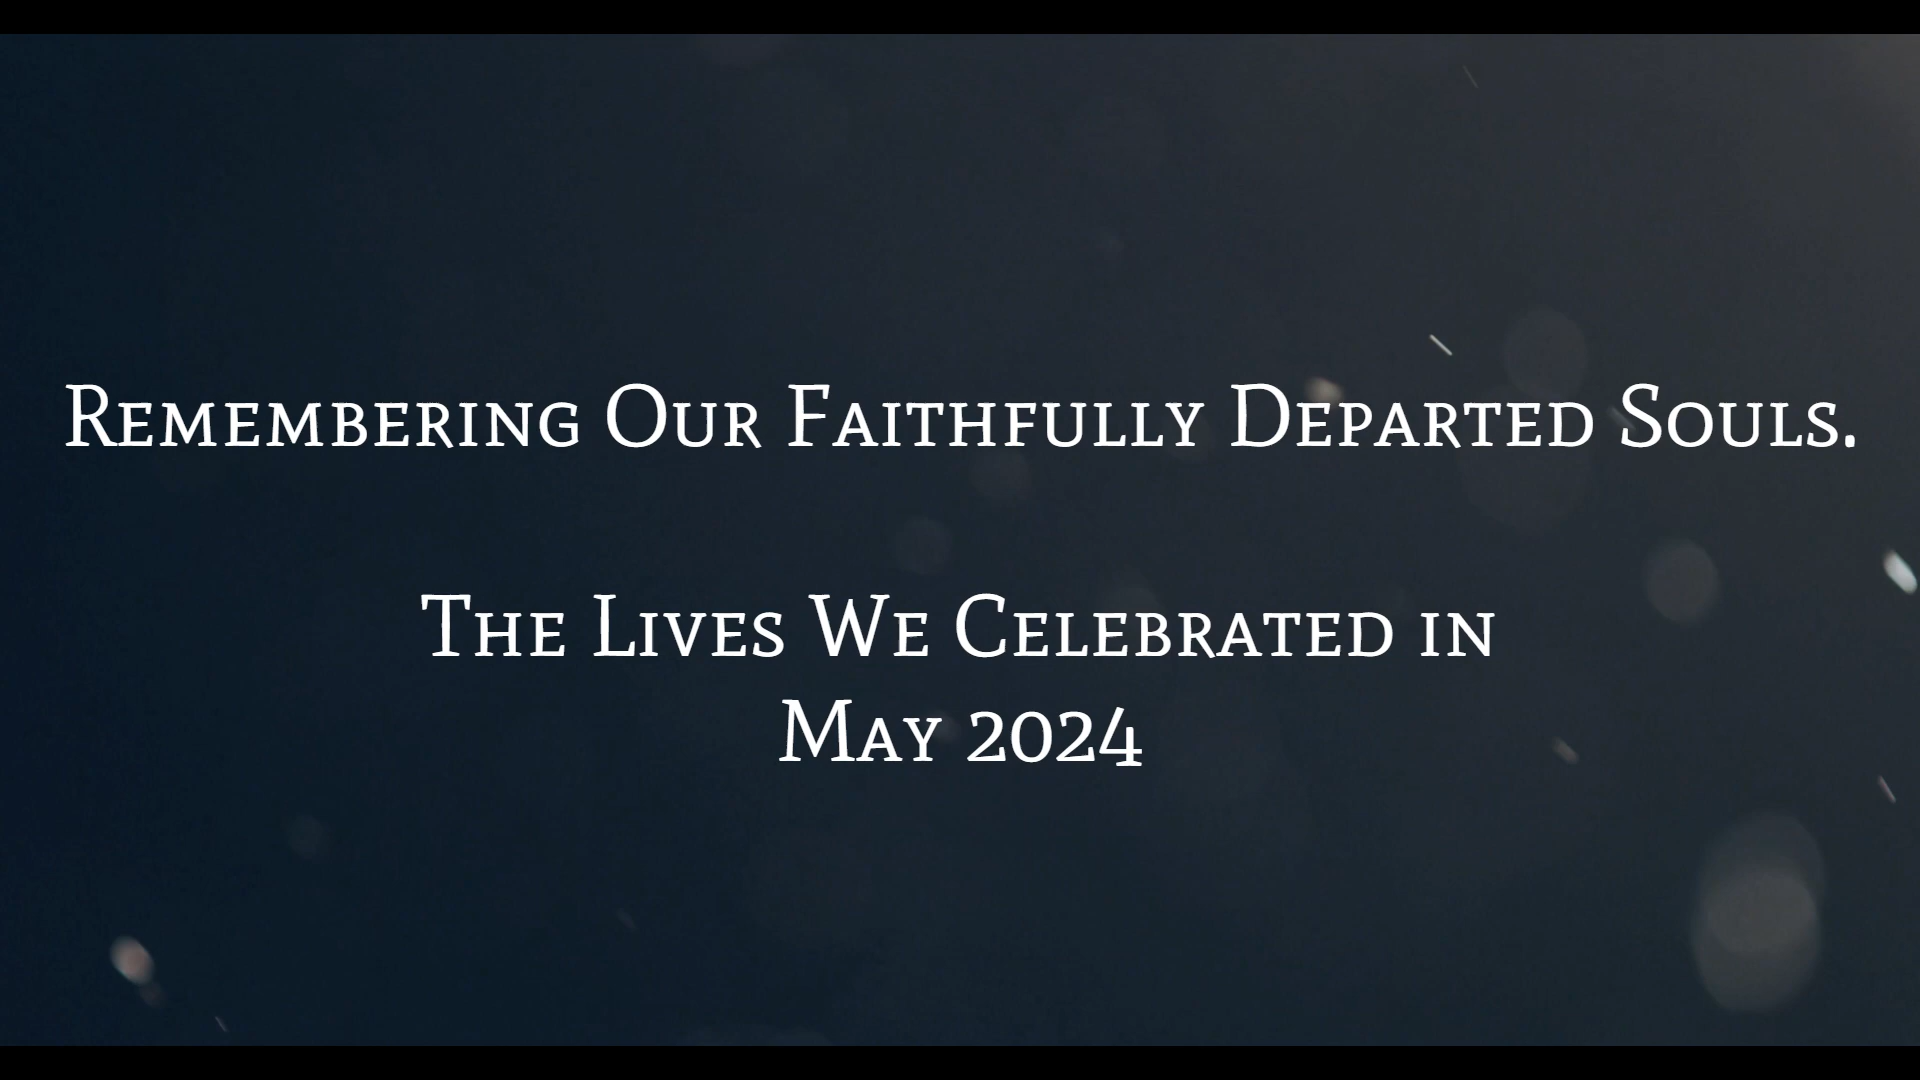 Remembering Our Faithfully Departed Souls.
The Lives We Celebrated in
May 2024